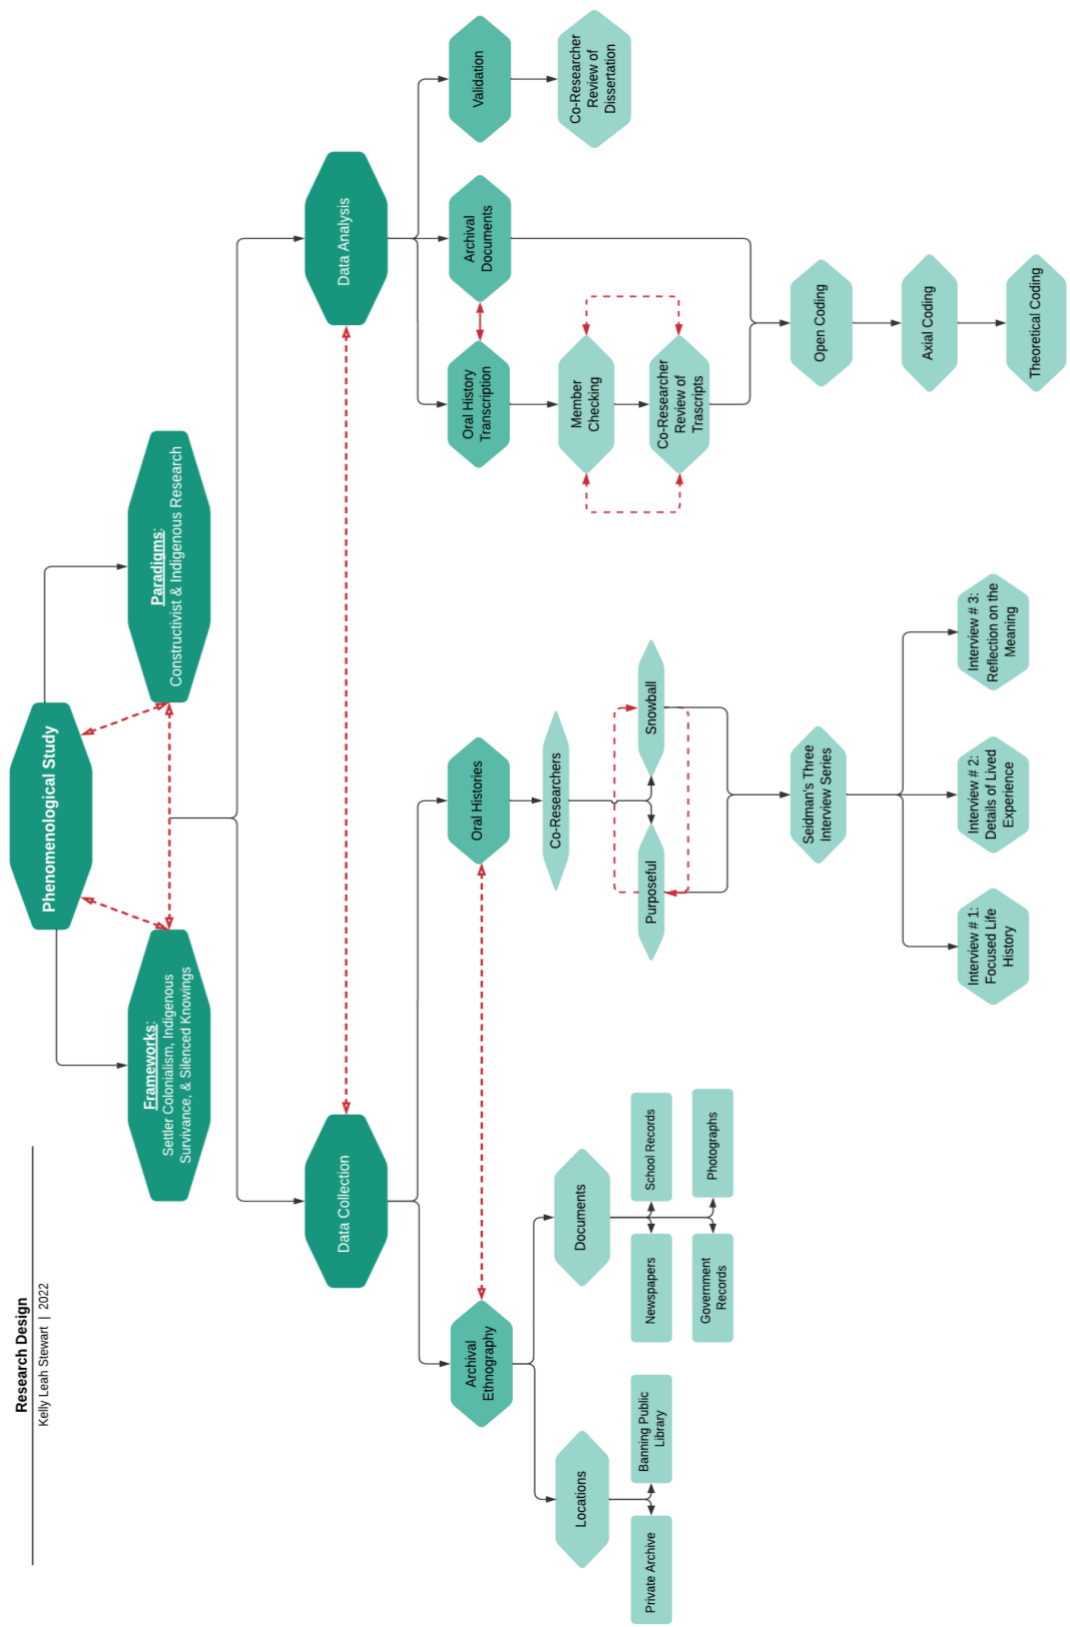 Research Design
Kelly Leah Stewart | 2022
Phenomenological Study
Frameworks:
Settler Colonialism, Indigenous
Survivance, & Silenced Knowings
Paradigms:
Constructivist & Indigenous Research
Data Collection
Data Analysis
Archival
Ethnography
Oral Histories
Oral History
Transcription
Archival
Documents
Validation
Locations
Documents
Co-Researchers
Member
Checking
Co-Researcher
Review of
Dissertation
Private Archive
Banning Public
Library
Newspapers
School Records
Government
Records
Photographs
Purposeful
Snowball
Co-Researcher
Review of
Trascripts
Seidman's Three
Interview Series
Open Coding
Axial Coding
Interview # 1:
Focused Life
History
Interview # 2:
Details of Lived
Experience
Interview # 3:
Reflection on the
Meaning
Theoretical Coding